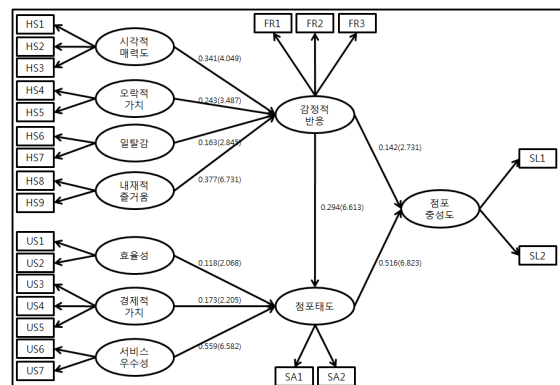 HS1
HS2
HS3
시각적
매력도
HS4
HS5
오락적
가치
HS6
HS7
일탈감
HS8
HS9
내재적
즐거움
US1
US2
효율성
US3
US4
US5
경제적
가치
US6
US7
서비스
우수성
0.341(4.049)
0.243(3.487)
0.163(2.845)
0.377(6.731)
0.118(2.068)
0.173(2.205)
0.559(6.582)
FR1
FR2
FR3
감정적
반응
0.294(6.613)
점포태도
SA1
SA2
0.142(2.731)
0.516(6.823)
점포
충성도
SL1
SL2